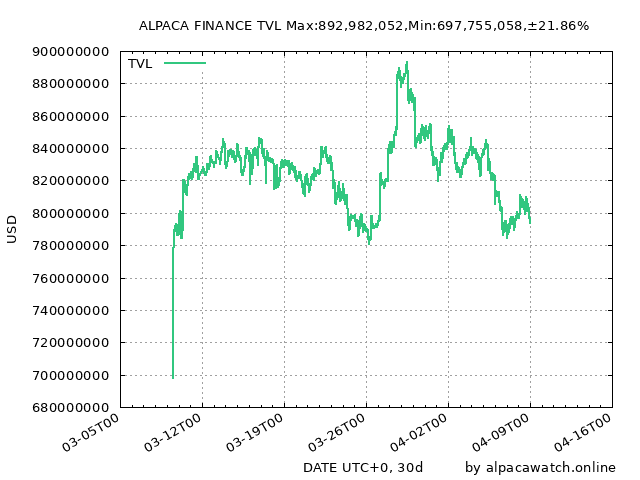 ALPACA FINANCE TVL Max:892,982,052,Min:697,755,058,±21.86%
TVL
900000000
880000000
860000000
840000000
820000000
800000000
780000000
760000000
740000000
720000000
700000000
680000000
USD
03-05T00
03-12T00
03-19T00
03-26T00
04-02T00
04-09T00
04-16T00
DATE UTC+0, 30d
by alpacawatch.online